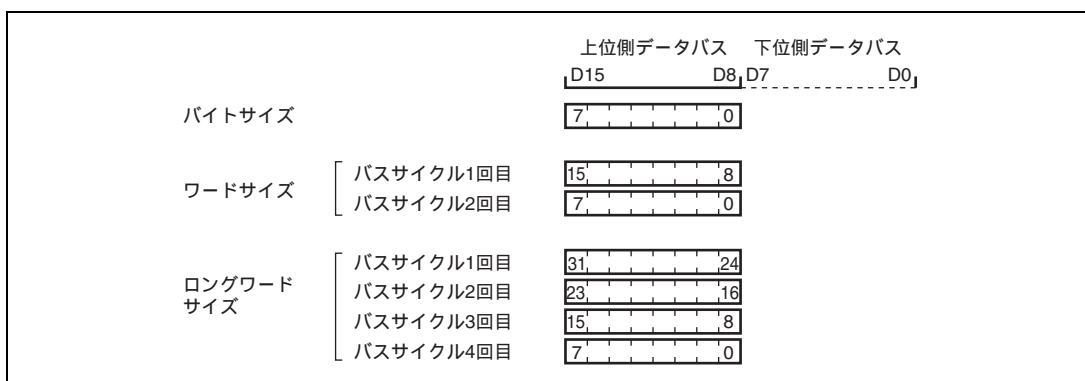 上位側データバス 下位側データバス
D15 D8 D7 D0
バイトサイズ 7 0
ワードサイズ
バスサイクル1回目 15 8
バスサイクル2回目 7 0
ロングワード
サイズ
バスサイクル1回目 31 24
バスサイクル2回目 23 16
バスサイクル3回目 15 8
バスサイクル4回目 7 0